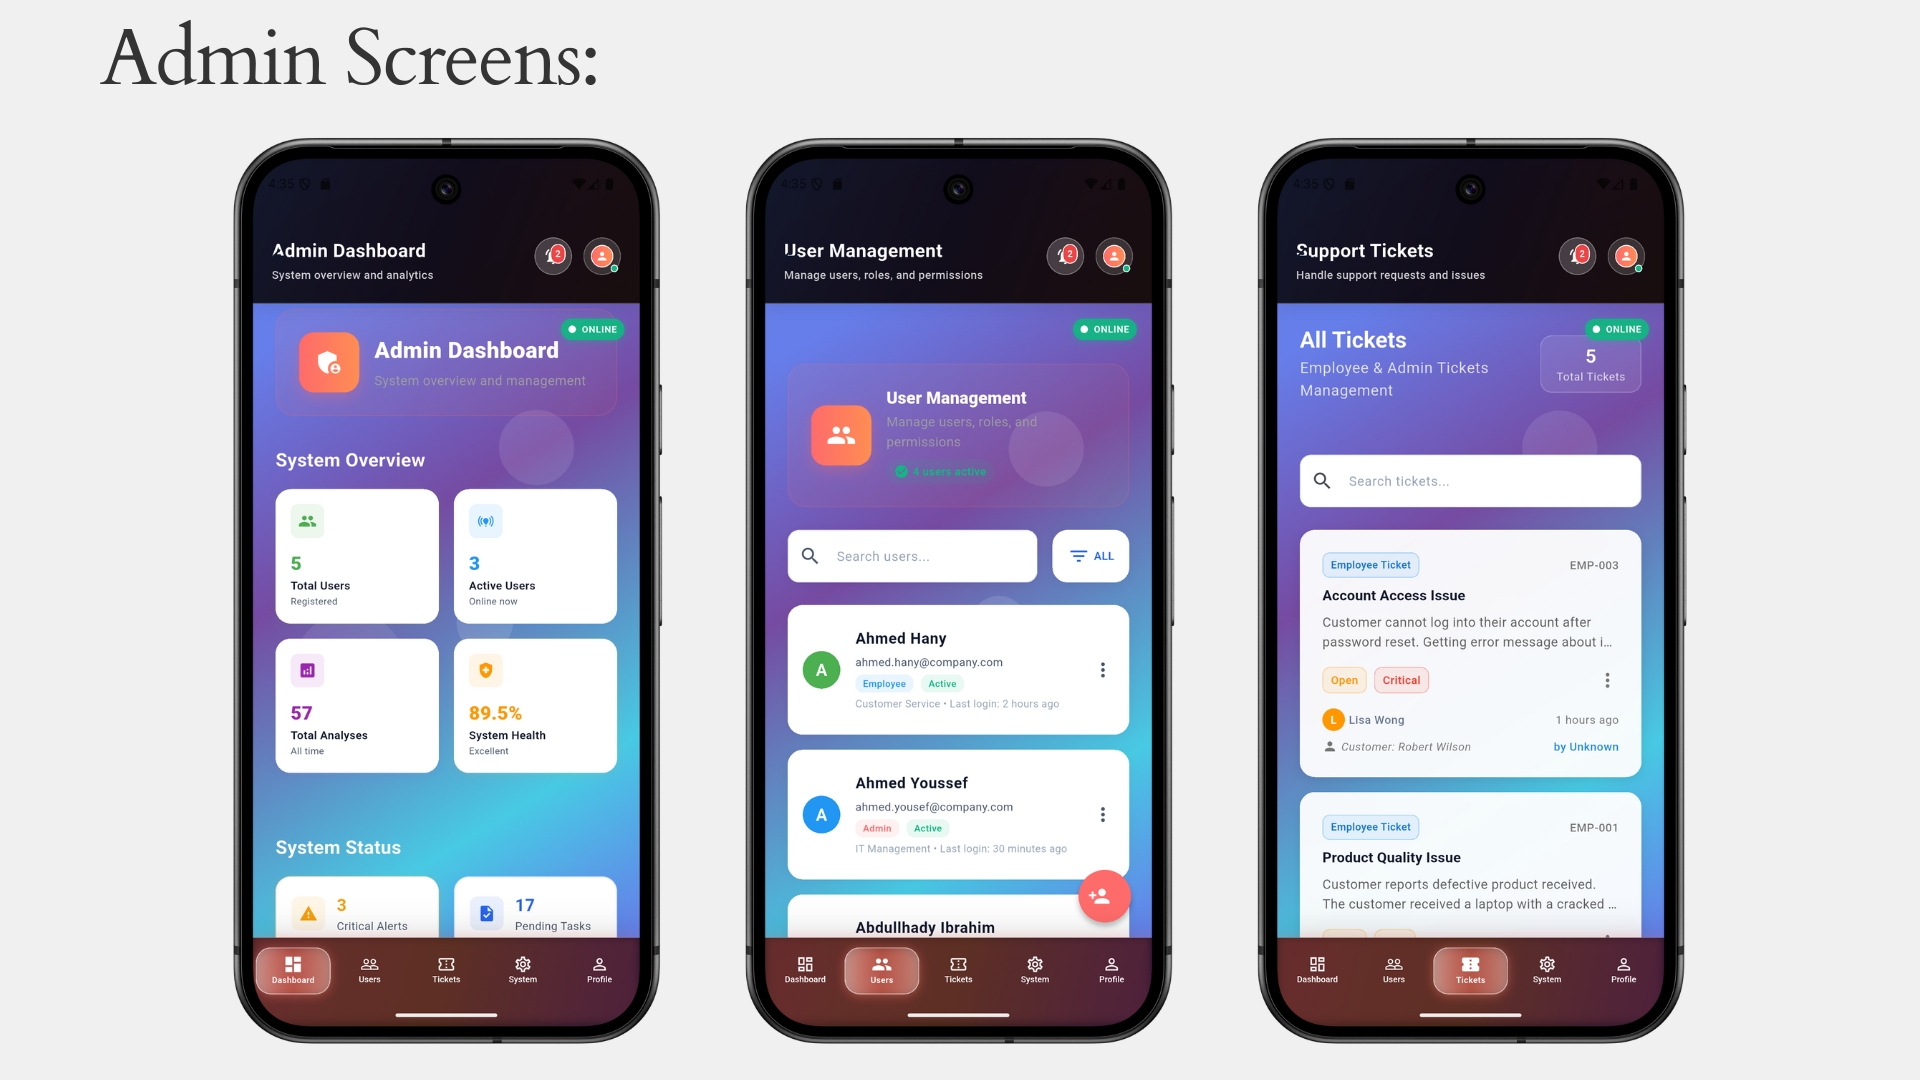 Admin Screens:
4:35
Admin Dashboard
System overview and analytics
2
ONLINE
Admin Dashboard
System overview and management
System Overview
5
Total Users
Registered
3
Active Users
Online now
57
Total Analyses
All time
89.5%
System Health
Excellent
System Status
3
Critical Alerts
17
Pending Tasks
Dashboard
Users
Tickets
System
Profile
4:35
User Management
Manage users, roles, and permissions
2
ONLINE
User Management
Manage users, roles, and
permissions
4 users active
Search users...
ALL
A
Ahmed Hany
ahmed.hany@company.com
Employee
Active
Customer Service • Last login: 2 hours ago
A
Ahmed Youssef
ahmed.yousef@company.com
Admin
Active
IT Management • Last login: 30 minutes ago
Abdullhady Ibrahim
Dashboard
Users
Tickets
System
Profile
4:35
Support Tickets
Handle support requests and issues
2
ONLINE
All Tickets
Employee & Admin Tickets
Management
5
Total Tickets
Search tickets...
Employee Ticket
EMP-003
Account Access Issue
Customer cannot log into their account after
password reset. Getting error message about i...
Open
Critical
L
Lisa Wong
1 hours ago
Customer: Robert Wilson
by Unknown
Employee Ticket
EMP-001
Product Quality Issue
Customer reports defective product received.
The customer received a laptop with a cracked ...
Dashboard
Users
Tickets
System
Profile